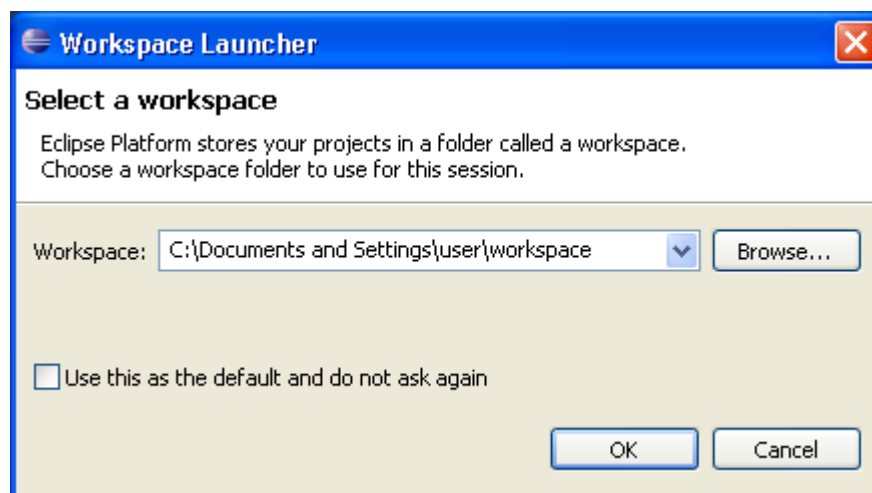 Workspace Launcher
Select a workspace
Eclipse Platform stores your projects in a folder called a workspace.
Choose a workspace folder to use for this session.
Workspace: C:\Documents and Settings\user\workspace Browse...
Use this as the default and do not ask again
OK Cancel